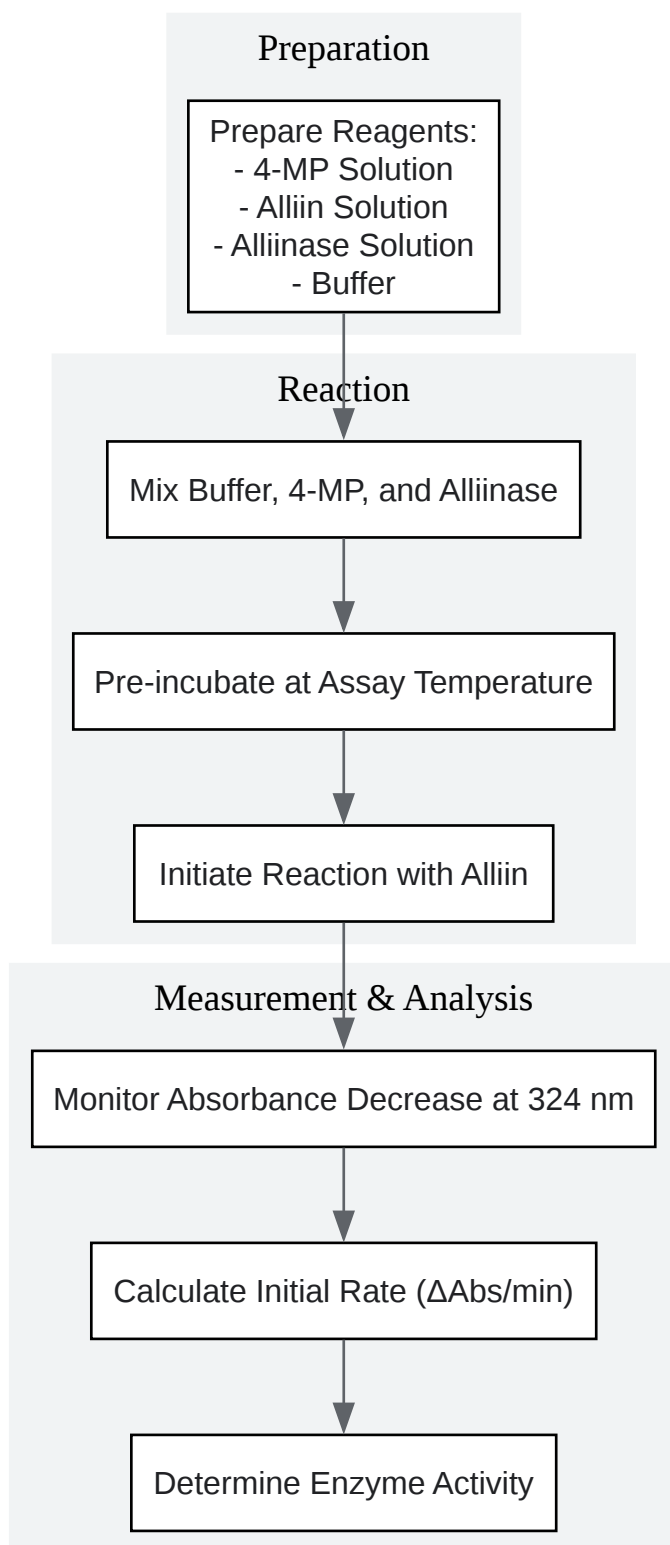 Preparation
Prepare Reagents:
- 4-MP Solution
- Alliin Solution
- Alliinase Solution
- Buffer
Reaction
Mix Buffer, 4-MP, and Alliinase
Pre-incubate at Assay Temperature
Initiate Reaction with Alliin
Measurement & Analysis
Monitor Absorbance Decrease at 324 nm
Calculate Initial Rate (ΔAbs/min)
Determine Enzyme Activity